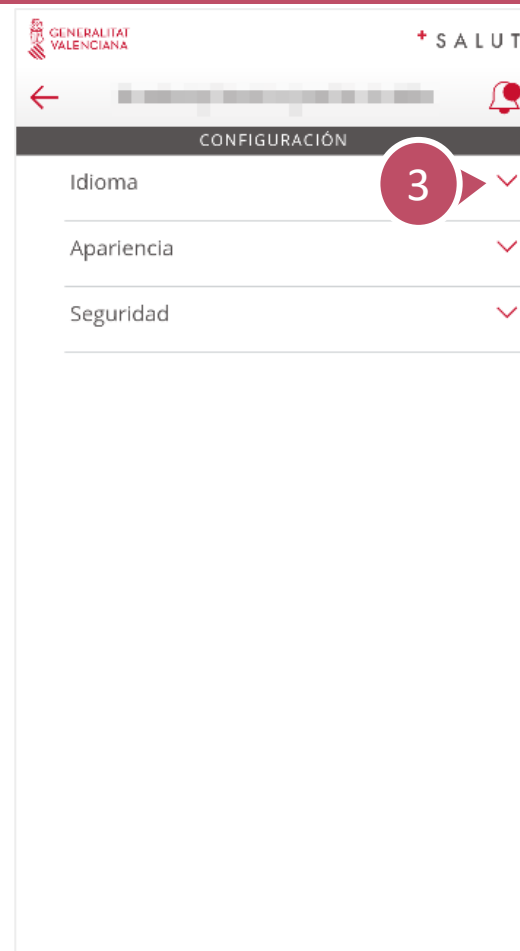 GENERALITAT
VALENCIANA
+SALUT
CONFIGURACIÓN
Idioma
3
Apariencia
Seguridad